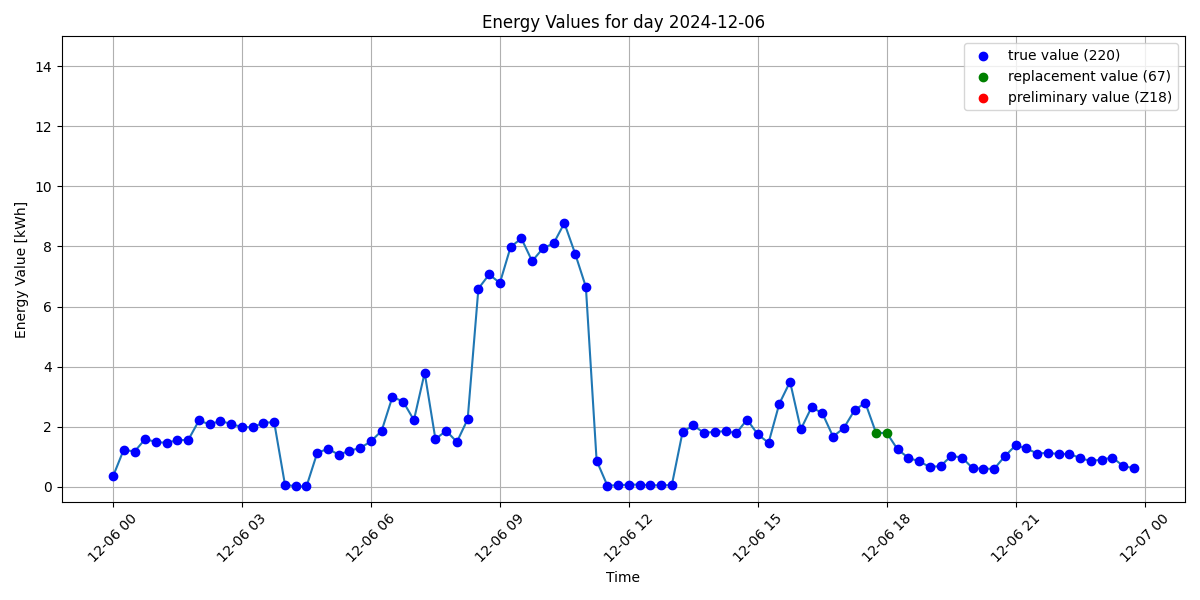 Energy Values for day 2024-12-06
true value (220)
replacement value (67)
preliminary value (Z18)
Energy Value [kWh]
14
12
10
8
6
4
2
0
12-06 00
12-06 03
12-06 06
12-06 09
12-06 12
12-06 15
12-06 18
12-06 21
12-07 00
Time